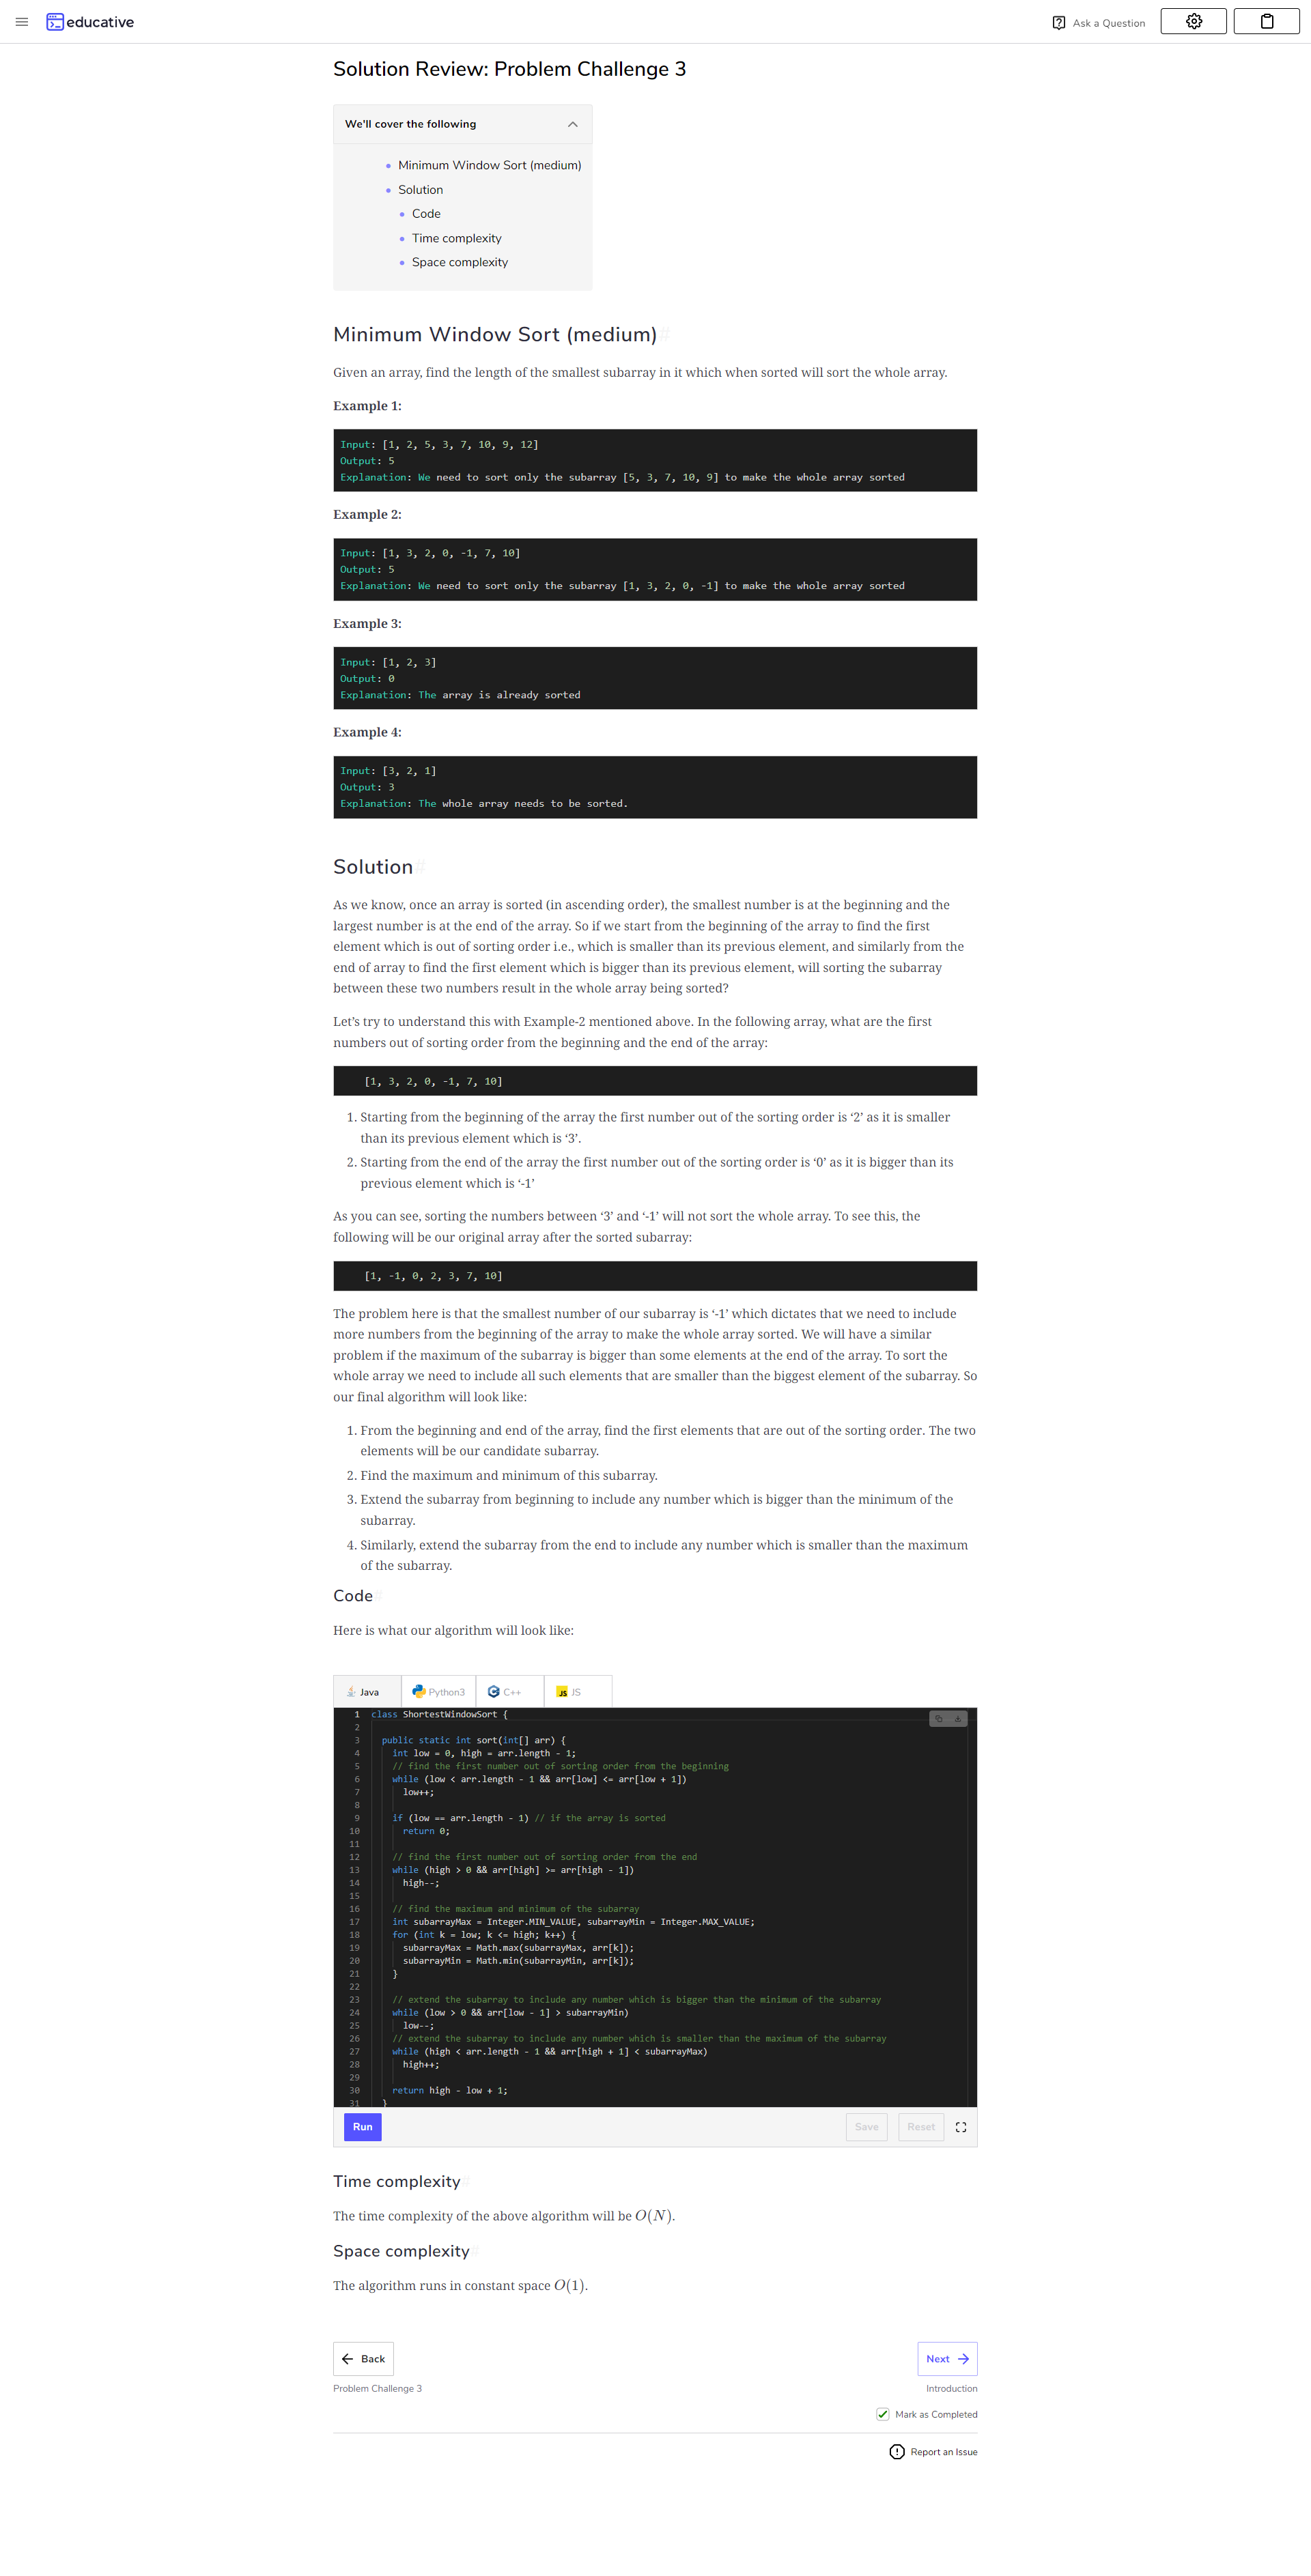 educative
Ask a Question
Solution Review: Problem Challenge 3
We'll cover the following
Minimum Window Sort (medium)
Solution
Code
Time complexity
Space complexity
Minimum Window Sort (medium)#
Given an array, find the length of the smallest subarray in it which when sorted will sort the whole array.
Example 1:
Input: [1, 2, 5, 3, 7, 10, 9, 12]
Output: 5
Explanation: We need to sort only the subarray [5, 3, 7, 10, 9] to make the whole array sorted
Example 2:
Input: [1, 3, 2, 0, -1, 7, 10]
Output: 5
Explanation: We need to sort only the subarray [1, 3, 2, 0, -1] to make the whole array sorted
Example 3:
Input: [1, 2, 3]
Output: 0
Explanation: The array is already sorted
Example 4:
Input: [3, 2, 1]
Output: 3
Explanation: The whole array needs to be sorted.
Solution#
As we know, once an array is sorted (in ascending order), the smallest number is at the beginning and the
largest number is at the end of the array. So if we start from the beginning of the array to find the first
element which is out of sorting order i.e., which is smaller than its previous element, and similarly from the
end of array to find the first element which is bigger than its previous element, will sorting the subarray
between these two numbers result in the whole array being sorted?
Let’s try to understand this with Example-2 mentioned above. In the following array, what are the first
numbers out of sorting order from the beginning and the end of the array:
[1, 3, 2, 0, -1, 7, 10]
1. Starting from the beginning of the array the first number out of the sorting order is ‘2’ as it is smaller
than its previous element which is ‘3’.
2. Starting from the end of the array the first number out of the sorting order is ‘0’ as it is bigger than its
previous element which is ‘-1’
As you can see, sorting the numbers between ‘3’ and ‘-1’ will not sort the whole array. To see this, the
following will be our original array after the sorted subarray:
[1, -1, 0, 2, 3, 7, 10]
The problem here is that the smallest number of our subarray is ‘-1’ which dictates that we need to include
more numbers from the beginning of the array to make the whole array sorted. We will have a similar
problem if the maximum of the subarray is bigger than some elements at the end of the array. To sort the
whole array we need to include all such elements that are smaller than the biggest element of the subarray. So
our final algorithm will look like:
1. From the beginning and end of the array, find the first elements that are out of the sorting order. The two
elements will be our candidate subarray.
2. Find the maximum and minimum of this subarray.
3. Extend the subarray from beginning to include any number which is bigger than the minimum of the
subarray.
4. Similarly, extend the subarray from the end to include any number which is smaller than the maximum
of the subarray.
Code#
Here is what our algorithm will look like:
Java Python3 C++ JS
1 class ShortestWindowSort {
2
3 public static int sort(int[] arr) {
4 int low = 0, high = arr.length - 1;
5 // find the first number out of sorting order from the beginning
6 while (low < arr.length - 1 && arr[low] <= arr[low + 1])
7 low++;
8
9 if (low == arr.length - 1) // if the array is sorted
10 return 0;
11
12 // find the first number out of sorting order from the end
13 while (high > 0 && arr[high] >= arr[high - 1])
14 high--;
15
16 // find the maximum and minimum of the subarray
17 int subarrayMax = Integer.MIN_VALUE, subarrayMin = Integer.MAX_VALUE;
18 for (int k = low; k <= high; k++) {
19 subarrayMax = Math.max(subarrayMax, arr[k]);
20 subarrayMin = Math.min(subarrayMin, arr[k]);
21 }
22
23 // extend the subarray to include any number which is bigger than the minimum of the subarray
24 while (low > 0 && arr[low - 1] > subarrayMin)
25 low--;
26 // extend the subarray to include any number which is smaller than the maximum of the subarray
27 while (high < arr.length - 1 && arr[high + 1] < subarrayMax)
28 high++;
29
30 return high - low + 1;
31 }
Run Save Reset
Time complexity#
The time complexity of the above algorithm will be O(N).
Space complexity#
The algorithm runs in constant space O(1).
Back Next
Problem Challenge 3 Introduction
Mark as Completed
Report an Issue